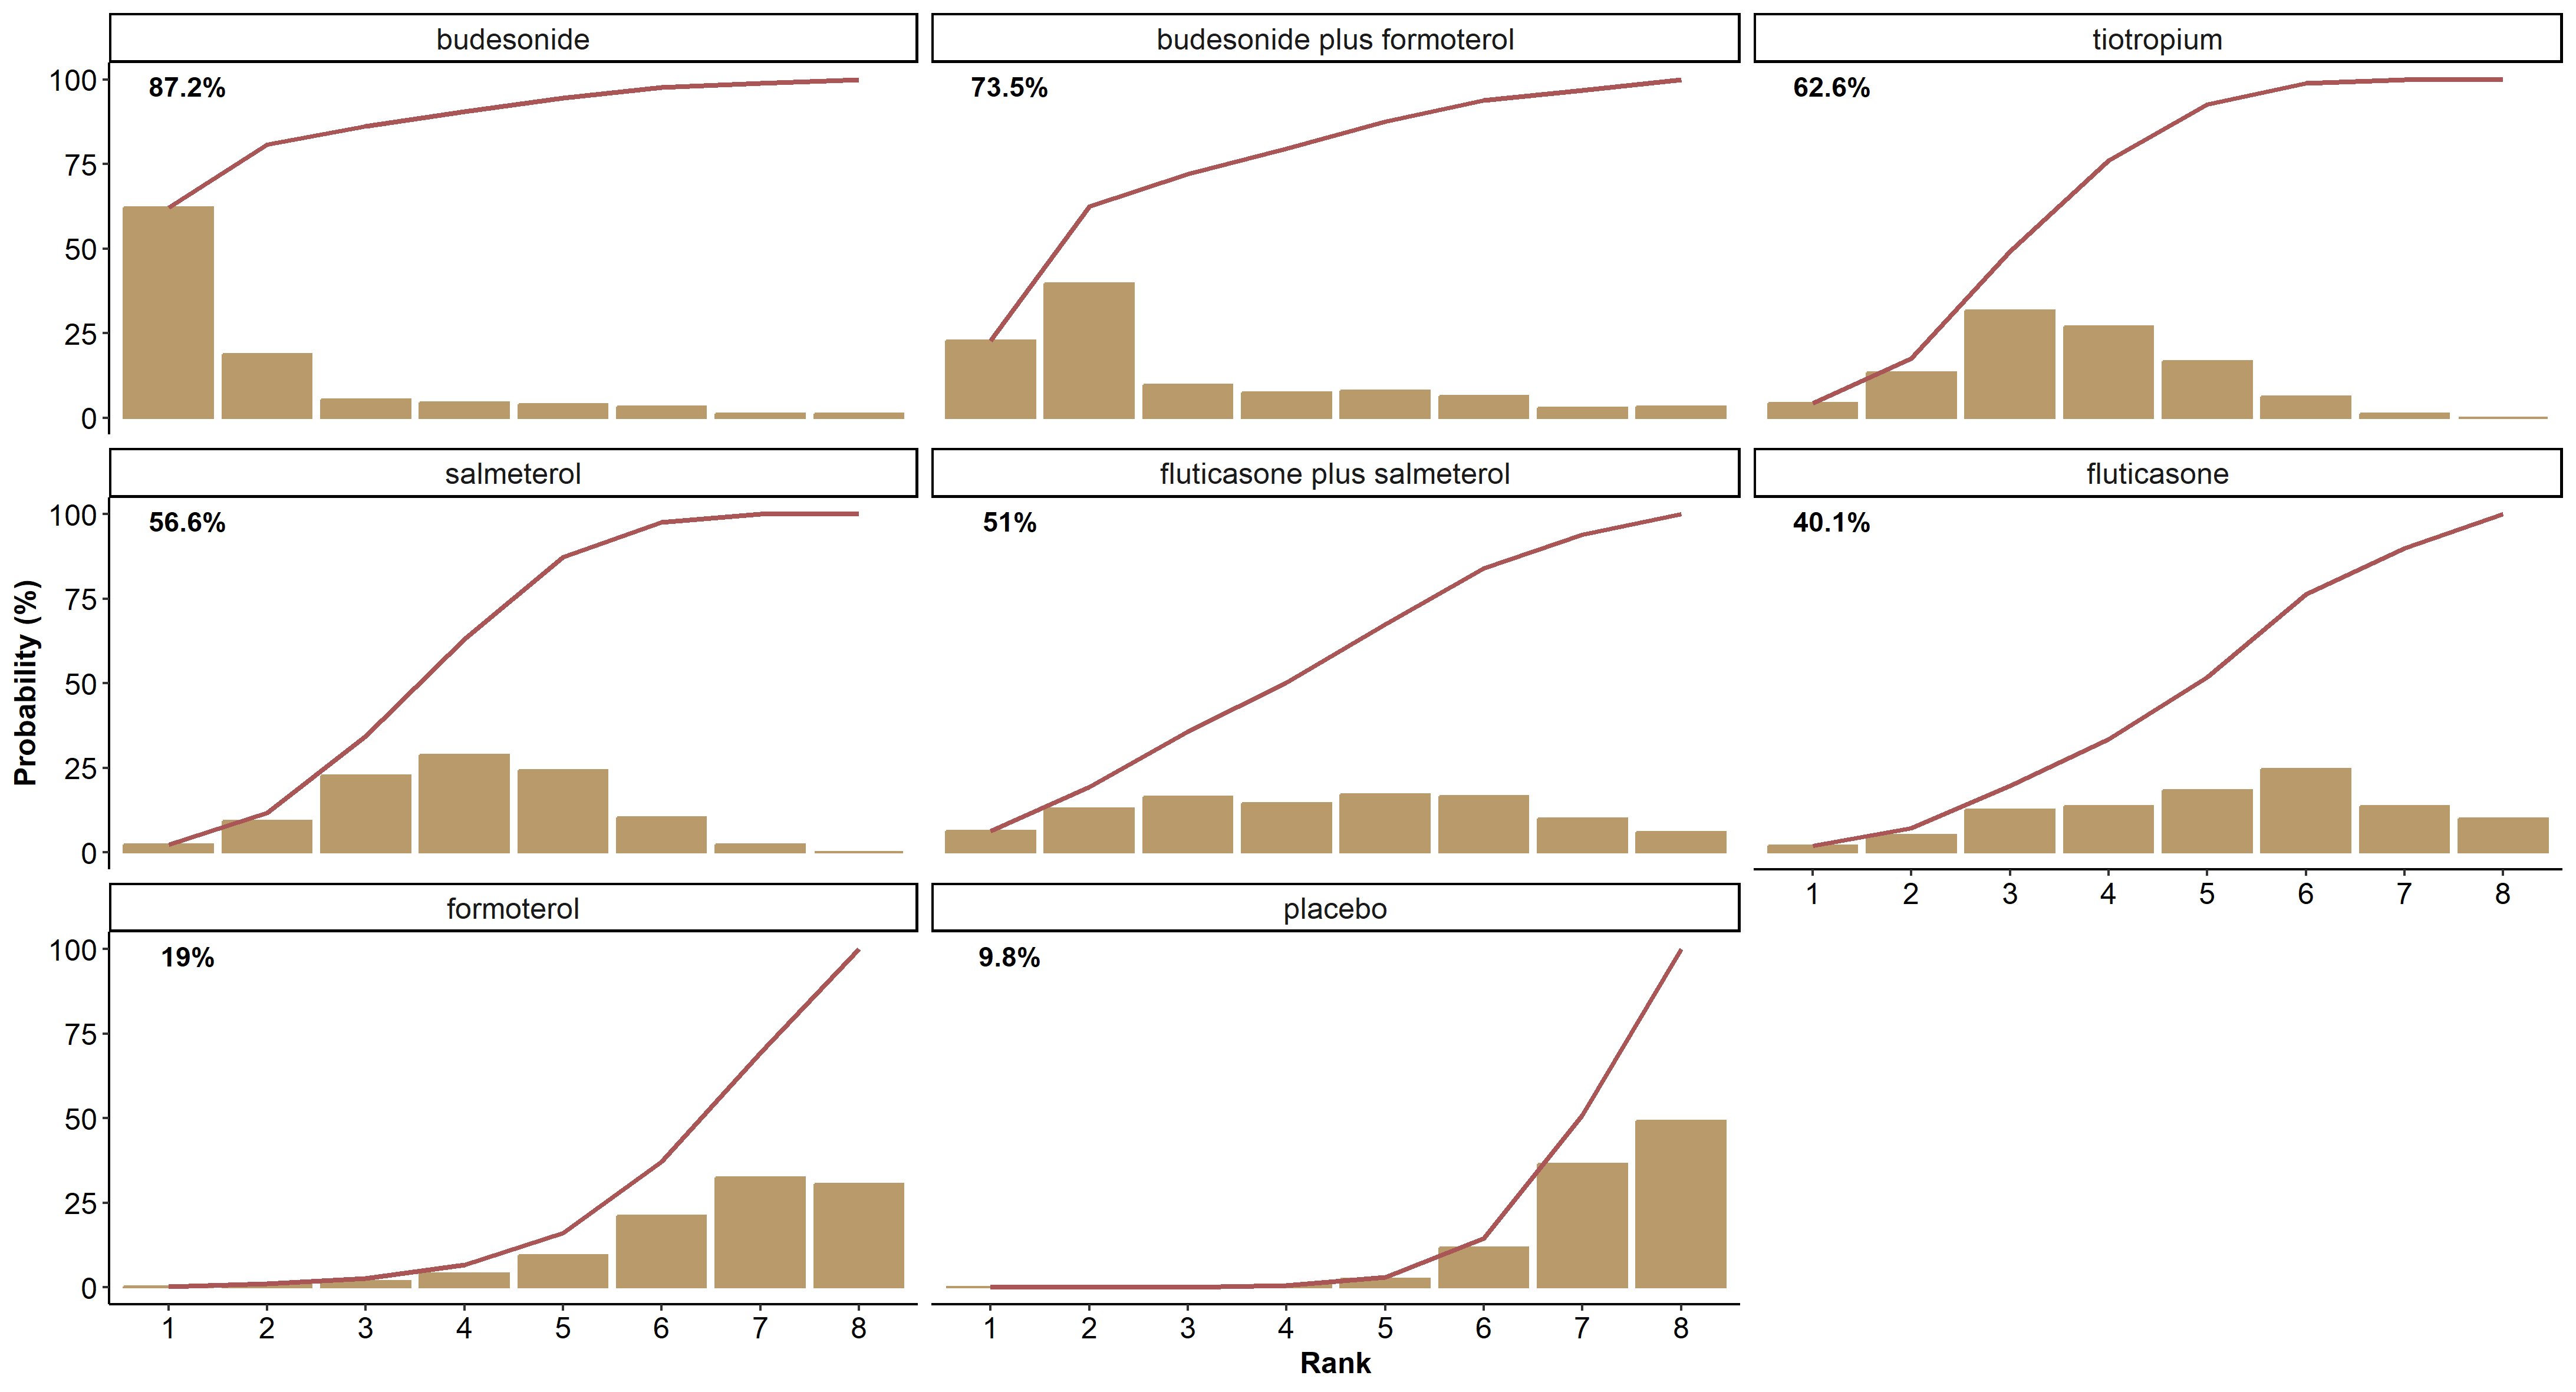 budesonide
budesonide plus formoterol
tiotropium
100
75
50
25
0
87.2%
73.5%
62.6%
salmeterol
fluticasone plus salmeterol
fluticasone
100
75
50
25
0
56.6%
51%
40.1%
1 2 3 4 5 6 7 8
formoterol
placebo
100
75
50
25
0
19%
9.8%
1 2 3 4 5 6 7 8
1 2 3 4 5 6 7 8
Probability (%)
Rank